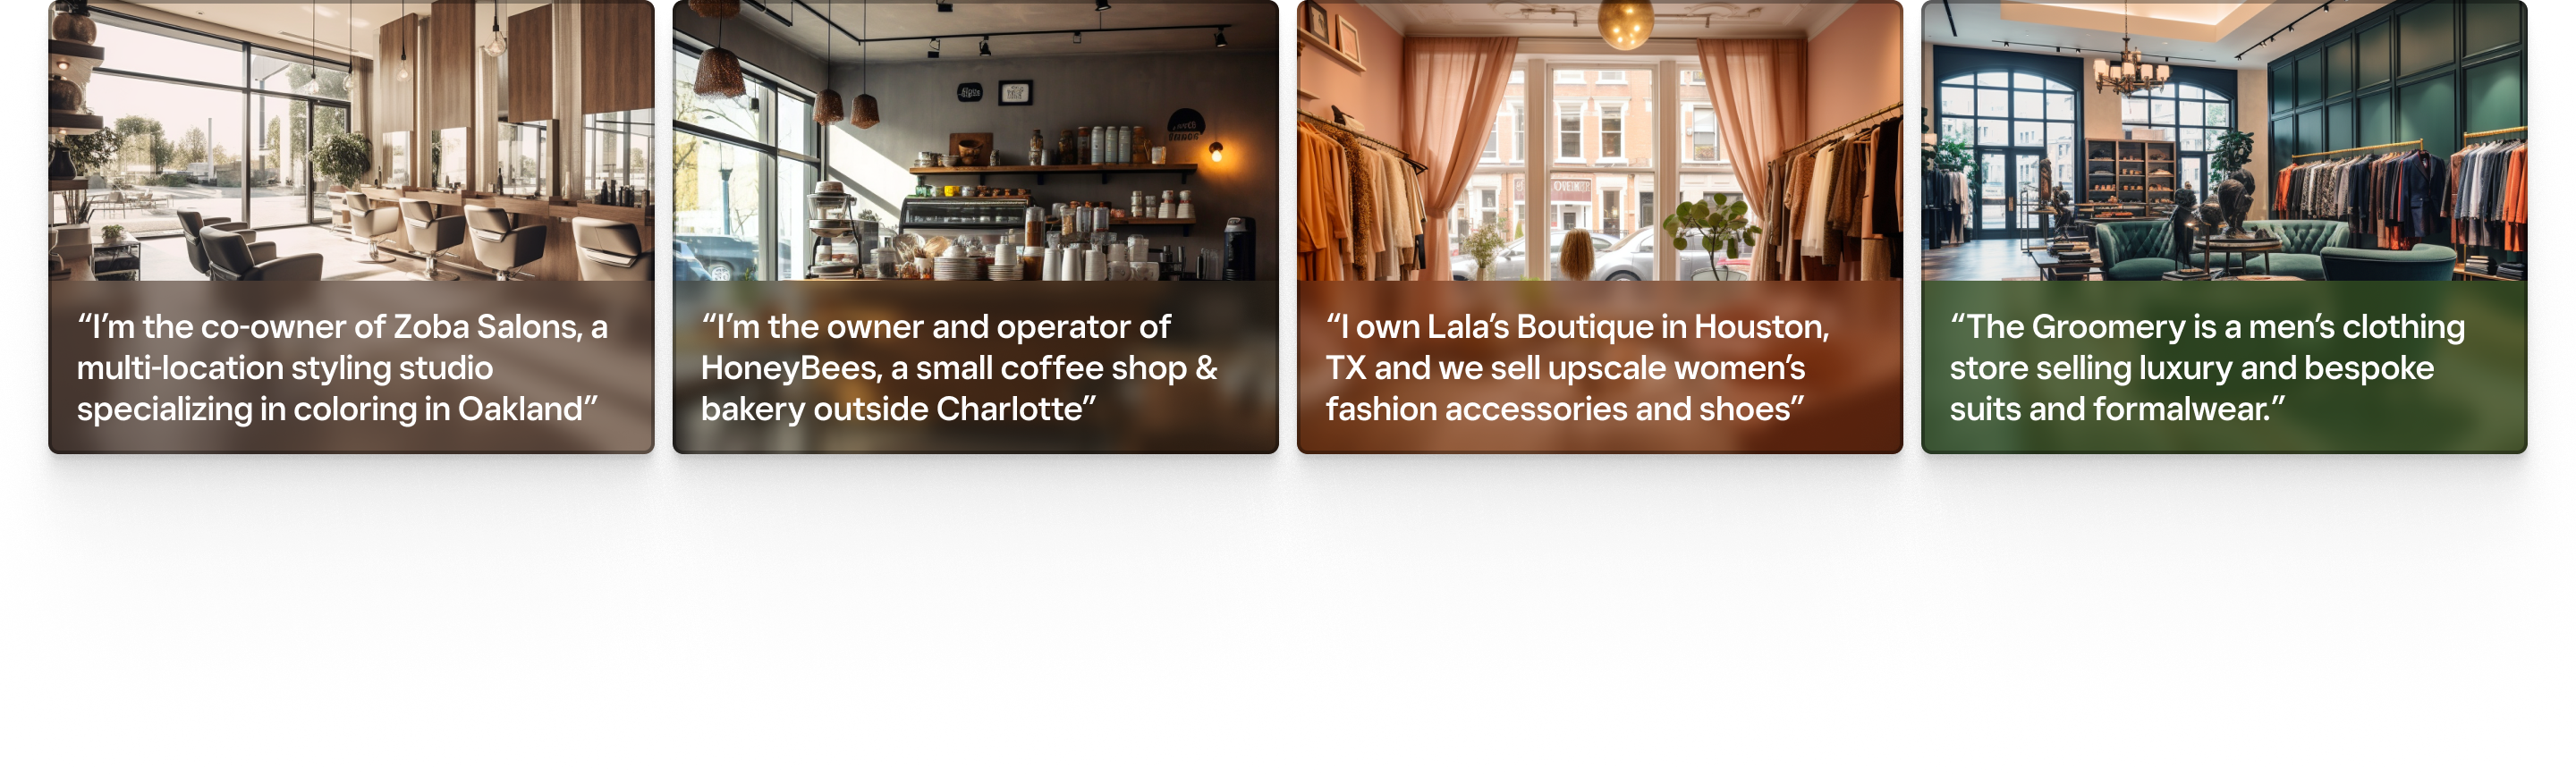 “I’m the co-owner of Zoba Salons, a
multi-location styling studio
specializing in coloring in Oakland”
“I’m the owner and operator of
HoneyBees, a small coffee shop &
bakery outside Charlotte”
“I own Lala’s Boutique in Houston,
TX and we sell upscale women’s
fashion accessories and shoes”
“The Groomery is a men’s clothing
store selling luxury and bespoke
suits and formalwear.”